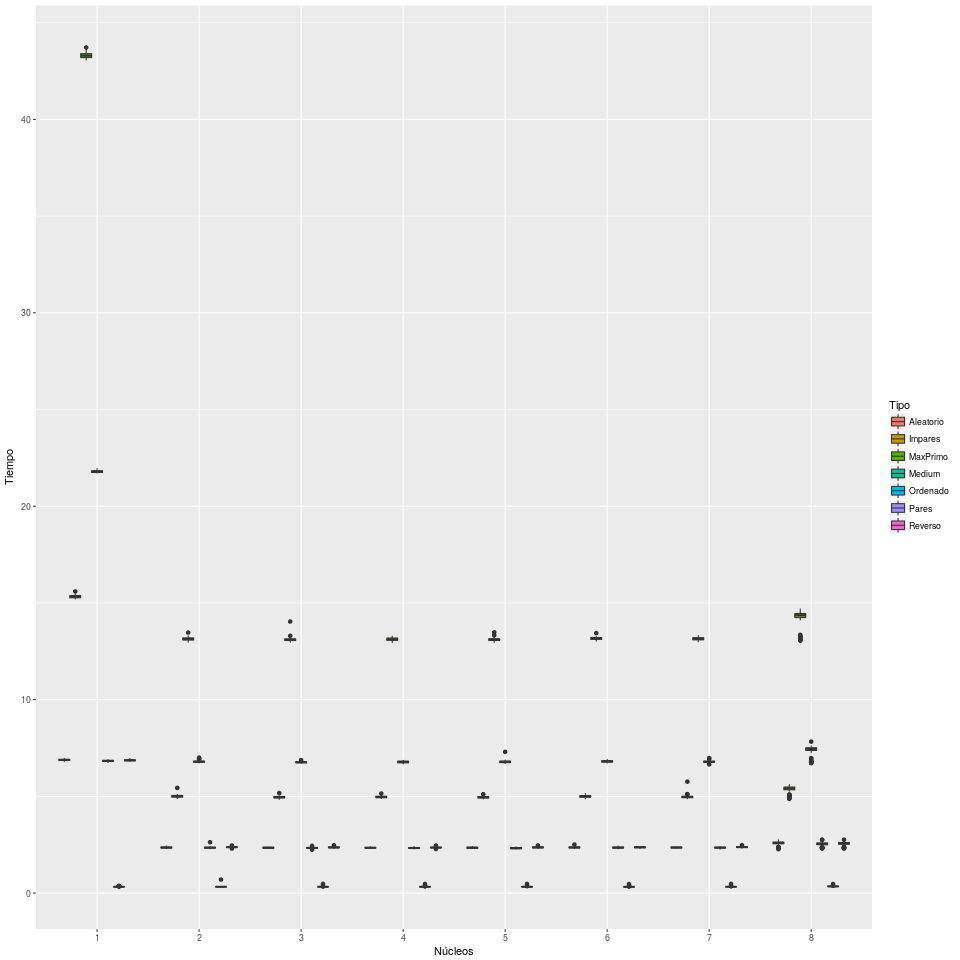 40
30
20
10
0
Tiempo
1 2 3 4 5 6 7 8
Núcleos
Tipo
Aleatorio
Impares
MaxPrimo
Medium
Ordenado
Pares
Reverso